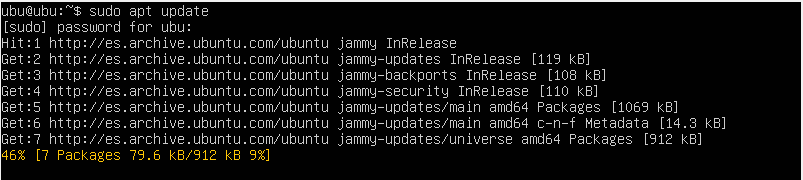 ubu@ubu:~$ sudo apt update
[sudo] password for ubu:
Hit:1 http://es.archive.ubuntu.com/ubuntu jammy InRelease
Get:2 http://es.archive.ubuntu.com/ubuntu jammy-updates InRelease [119 kB]
Get:3 http://es.archive.ubuntu.com/ubuntu jammy-backports InRelease [108 kB]
Get:4 http://es.archive.ubuntu.com/ubuntu jammy-security InRelease [110 kB]
Get:5 http://es.archive.ubuntu.com/ubuntu jammy-updates/main amd64 Packages [1069 kB]
Get:6 http://es.archive.ubuntu.com/ubuntu jammy-updates/main amd64 c-n-f Metadata [14.3 kB]
Get:7 http://es.archive.ubuntu.com/ubuntu jammy-updates/universe amd64 Packages [912 kB]
46% [7 Packages 79.6 kB/912 kB 9%]